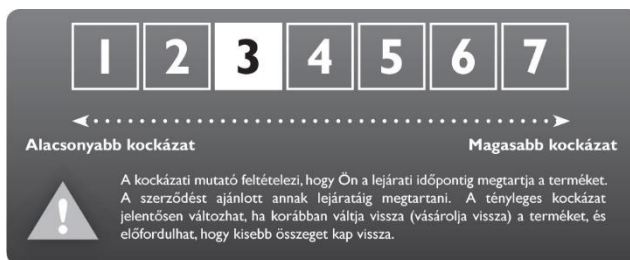 1 2 3 4 5 6 7
Alacsonyabb kockázat Magasabb kockázat
A kockázati mutató feltételezi, hogy Ön a lejárati időpontig megtartja a terméket.
A szerződést ajánlott annak lejáratáig megtartani. A tényleges kockázat
jelentősen változhat, ha korábban váltja vissza (vásárolja vissza) a terméket, és
előfordulhat, hogy kisebb összeget kap vissza.